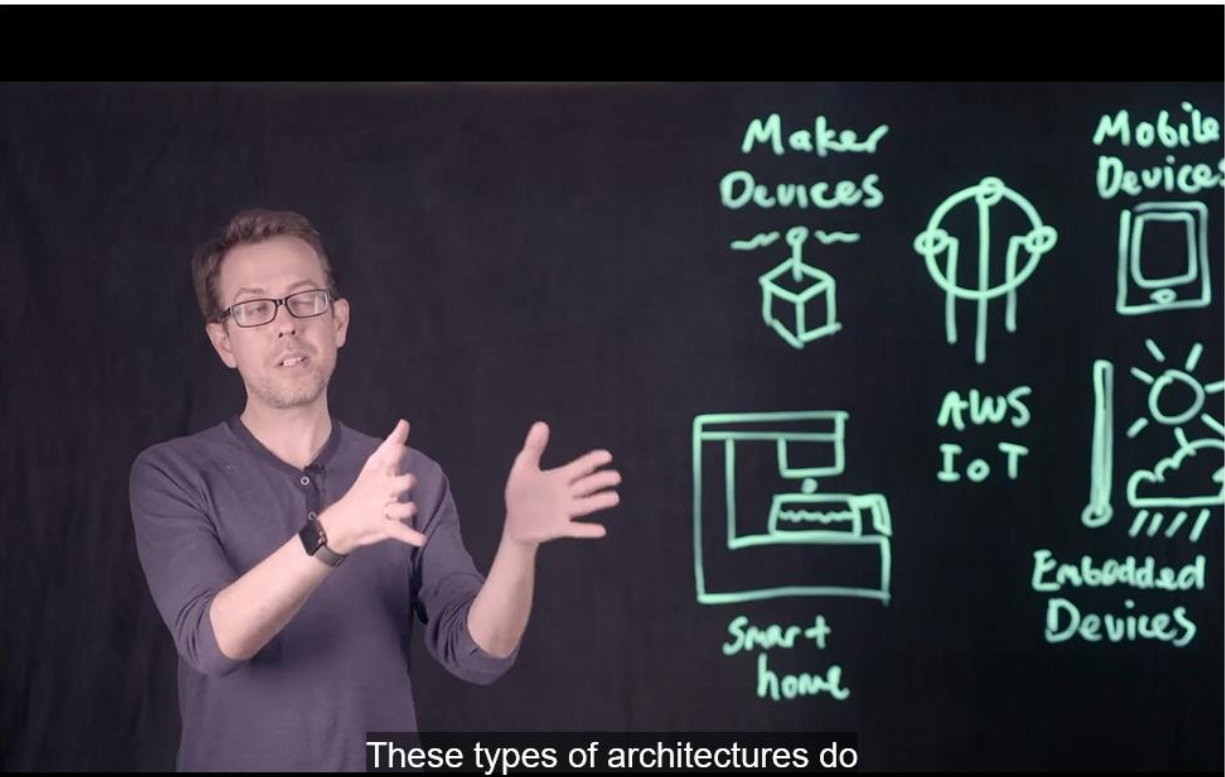 Maker
Devices
Mobile
Devices
AWS
IoT
Smart
home
Embedded
Devices
These types of architectures do